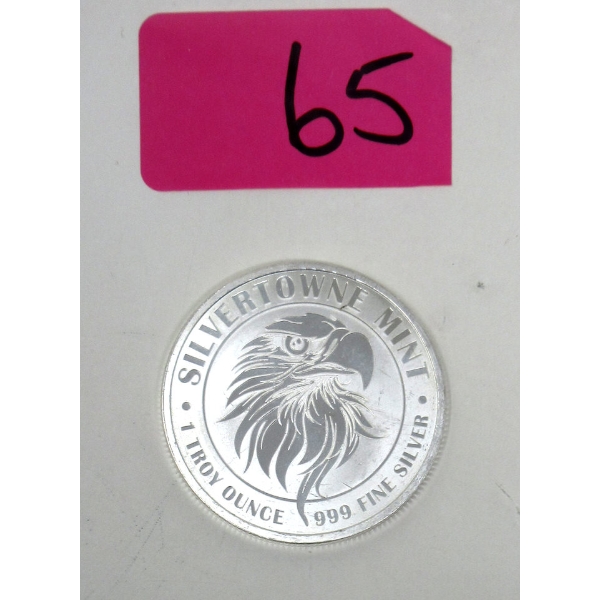 65
• SILVERTOWNE MINT •
1 TROY OUNCE 999 FINE SILVER